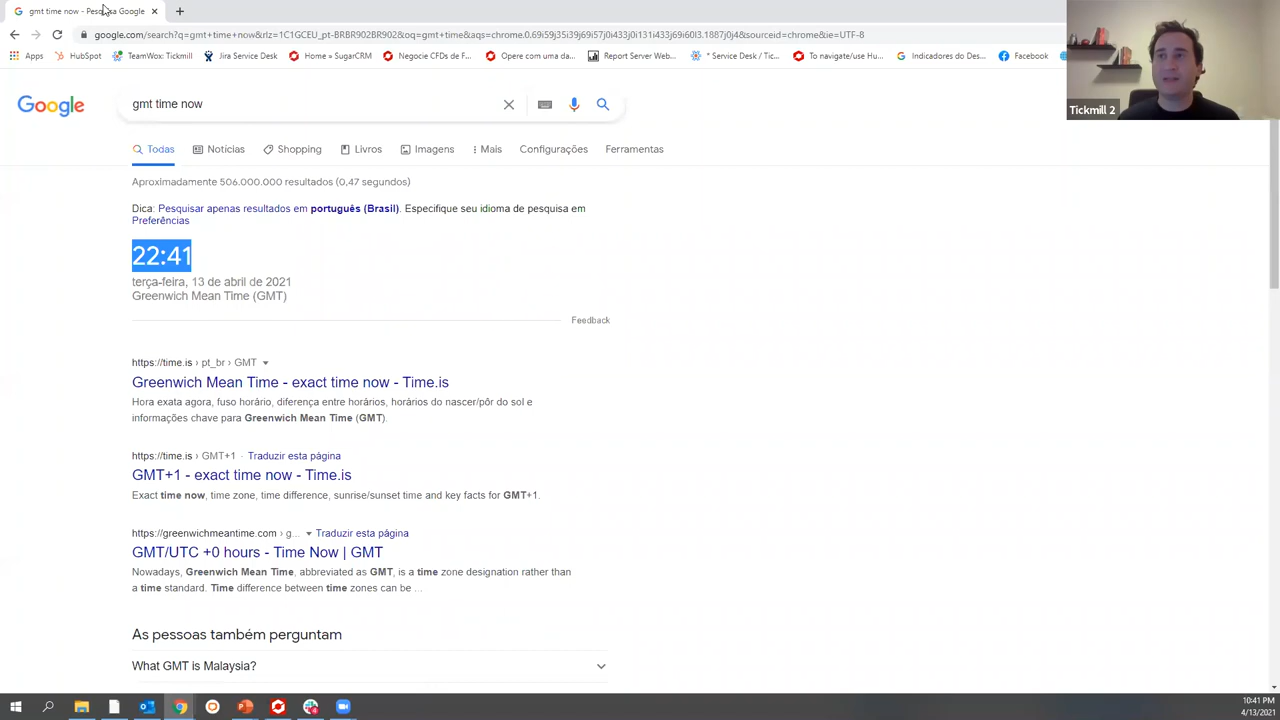 gmt time now - Pesquisa Google
google.com/search?q=gmt+time+now&rlz=1C1GCEU_pt-BRBR902BR902&oq=gmt+time&aqs=chrome.0.69i59j35i39j69i57j0i433j0i131i433j69i60l3.1887j0j4&sourceid=chrome&ie=UTF-8
Apps HubSpot TeamWox: Tickmill Jira Service Desk Home » SugarCRM Negocie CFDs de F... Opere com uma da... Report Server Web... * Service Desk / Tic... To navigate/use Hu... Indicadores do Des... Facebook
Tickmill 2
Google gmt time now
Todas Notícias Shopping Livros Imagens Mais Configurações Ferramentas
Aproximadamente 506.000.000 resultados (0,47 segundos)
Dica: Pesquisar apenas resultados em português (Brasil). Especifique seu idioma de pesquisa em
Preferências
22:41
terça-feira, 13 de abril de 2021
Greenwich Mean Time (GMT)
Feedback
https://time.is › pt_br › GMT
Greenwich Mean Time - exact time now - Time.is
Hora exata agora, fuso horário, diferença entre horários, horários do nascer/pôr do sol e
informações chave para Greenwich Mean Time (GMT).
https://time.is › GMT+1 · Traduzir esta página
GMT+1 - exact time now - Time.is
Exact time now, time zone, time difference, sunrise/sunset time and key facts for GMT+1.
https://greenwichmeantime.com › g... Traduzir esta página
GMT/UTC +0 hours - Time Now | GMT
Nowadays, Greenwich Mean Time, abbreviated as GMT, is a time zone designation rather than
a time standard. Time difference between time zones can be ...
As pessoas também perguntam
What GMT is Malaysia?
10:41 PM
4/13/2021